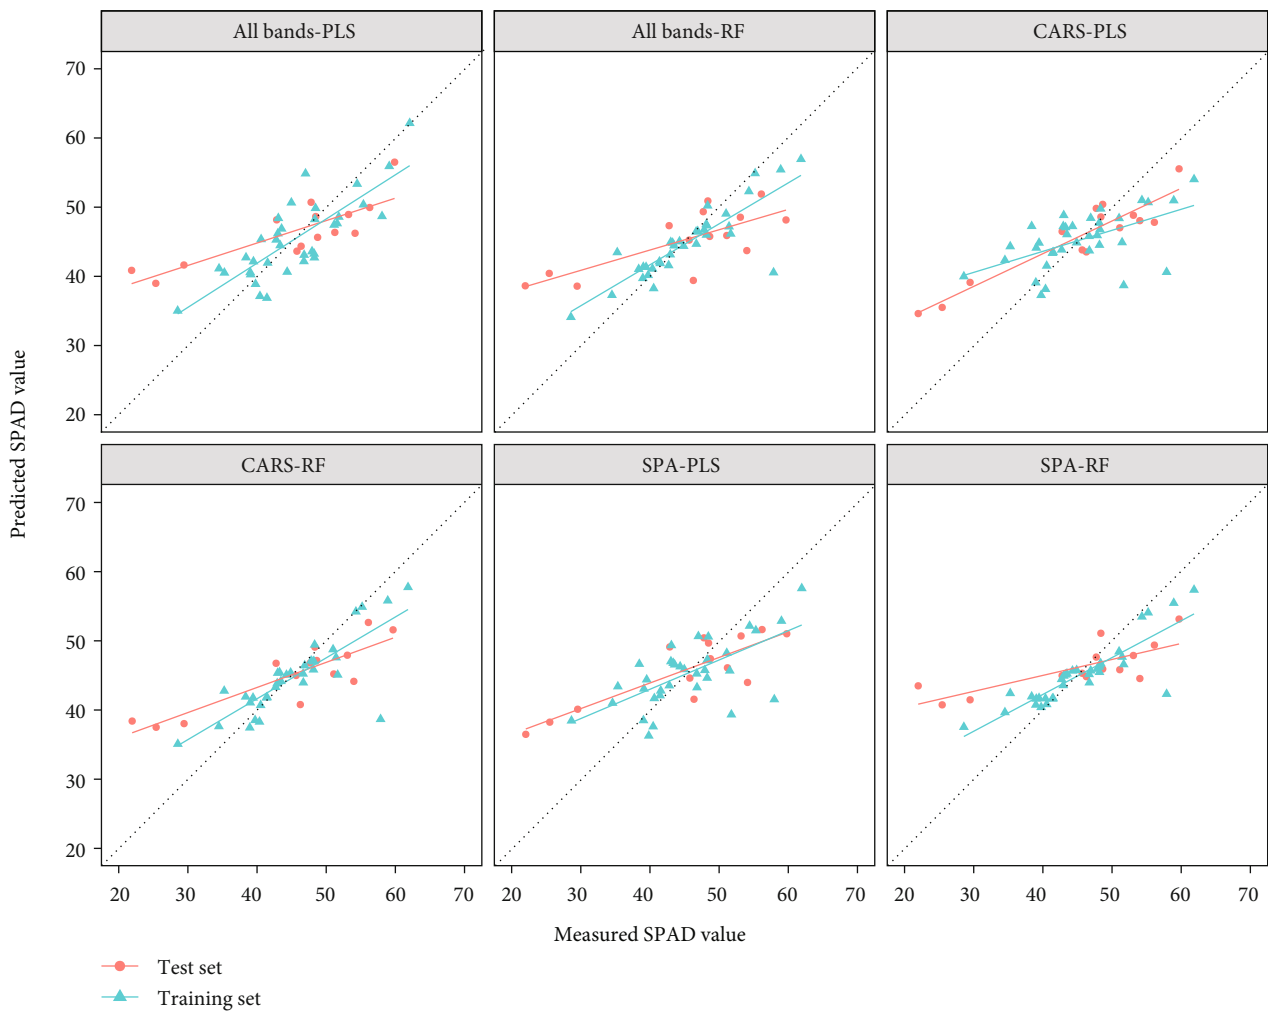 All bands-PLS
All bands-RF
CARS-PLS
70
60
50
40
30
20
CARS-RF
SPA-PLS
SPA-RF
70
60
50
40
30
20
20 30 40 50 60 70
20 30 40 50 60 70
20 30 40 50 60 70
Predicted SPAD value
Measured SPAD value
Test set
Training set